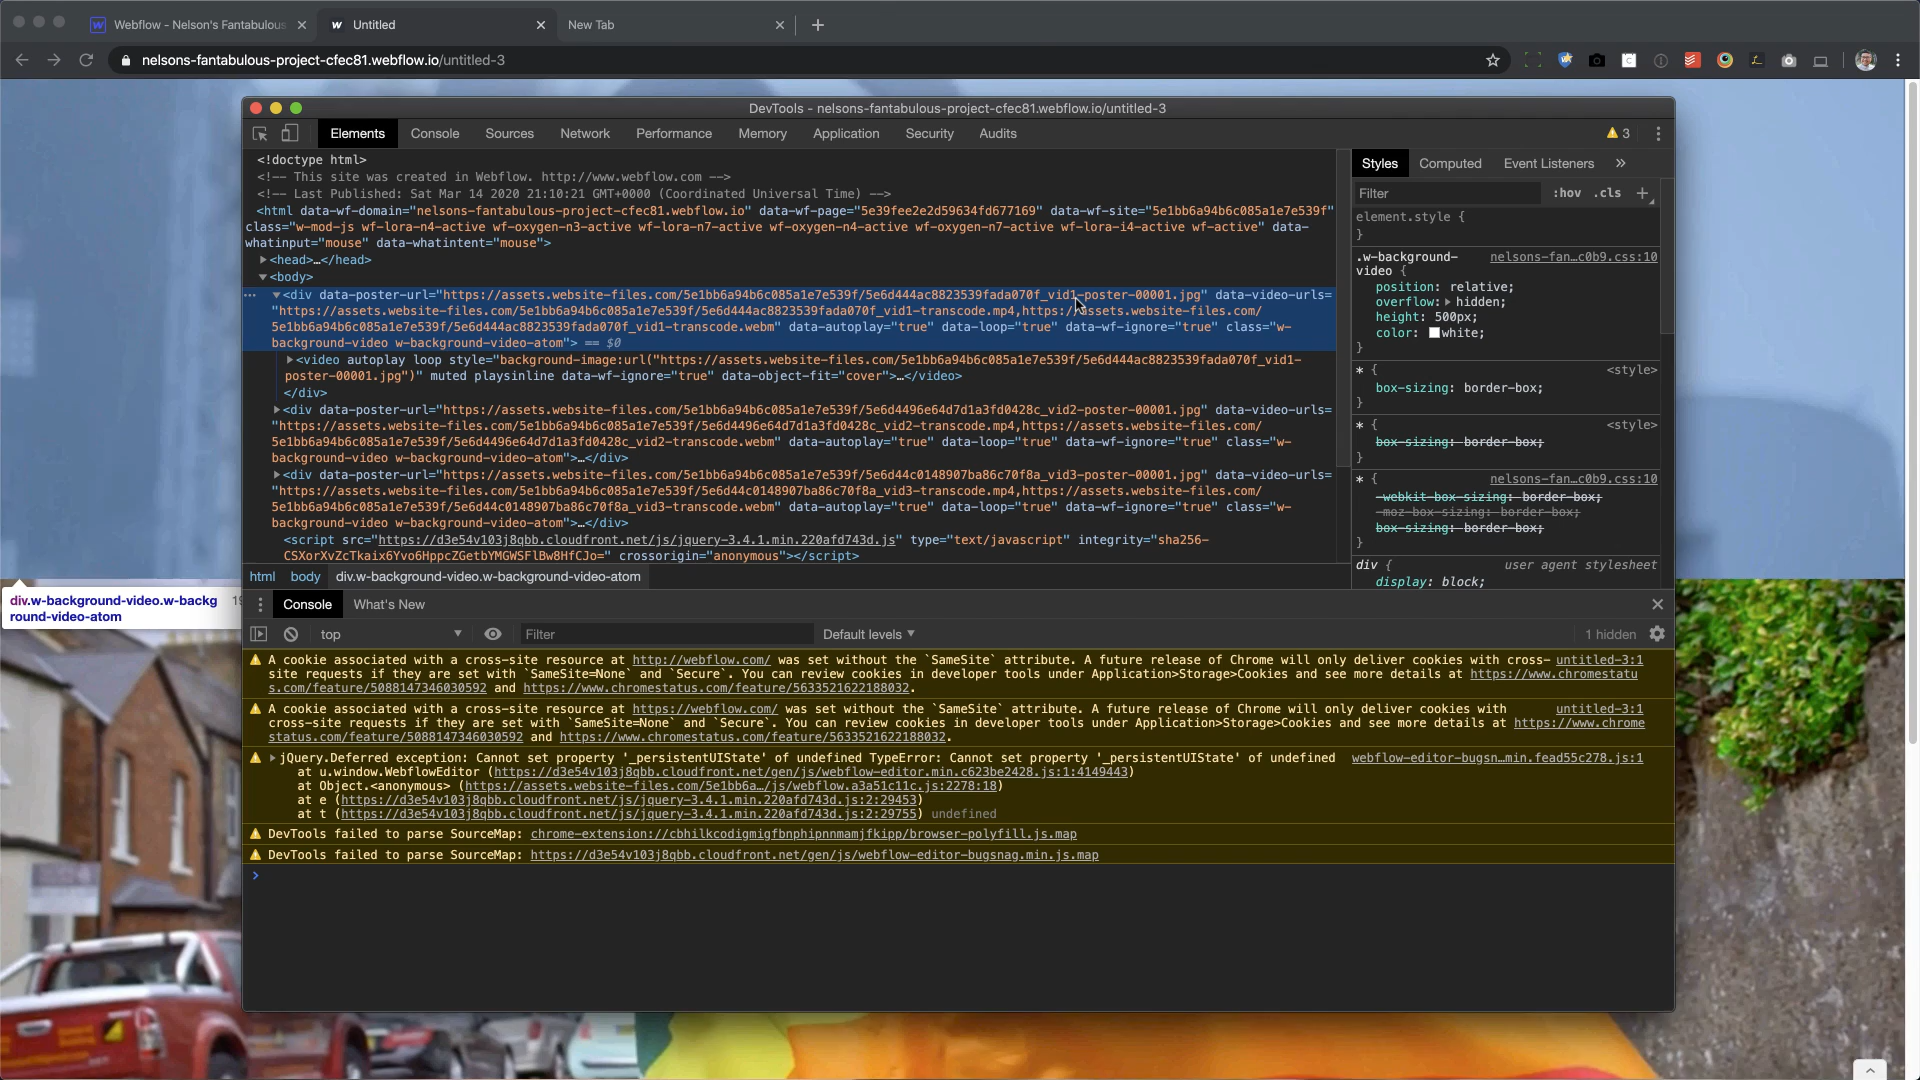 Webflow - Nelson's Fantabulous
Untitled
New Tab
nelsons-fantabulous-project-cfec81.webflow.io/untitled-3
DevTools - nelsons-fantabulous-project-cfec81.webflow.io/untitled-3
Elements Console Sources Network Performance Memory Application Security Audits 3
<!doctype html>
<!-- This site was created in Webflow. http://www.webflow.com -->
<!-- Last Published: Sat Mar 14 2020 21:10:21 GMT+0000 (Coordinated Universal Time) -->
<html data-wf-domain="nelsons-fantabulous-project-cfec81.webflow.io" data-wf-page="5e39fee2e2d59634fd677169" data-wf-site="5e1bb6a94b6c085a1e7e539f"
class="w-mod-js wf-lora-n4-active wf-oxygen-n3-active wf-lora-n7-active wf-oxygen-n4-active wf-oxygen-n7-active wf-lora-i4-active wf-active" data-
whatinput="mouse" data-whatintent="mouse">
<head>…</head>
<body>
<div data-poster-url="https://assets.website-files.com/5e1bb6a94b6c085a1e7e539f/5e6d444ac8823539fada070f_vid1-poster-00001.jpg" data-video-urls=
"https://assets.website-files.com/5e1bb6a94b6c085a1e7e539f/5e6d444ac8823539fada070f_vid1-transcode.mp4,https://assets.website-files.com/
5e1bb6a94b6c085a1e7e539f/5e6d444ac8823539fada070f_vid1-transcode.webm" data-autoplay="true" data-loop="true" data-wf-ignore="true" class="w-
background-video w-background-video-atom"> == $0
<video autoplay loop style="background-image:url("https://assets.website-files.com/5e1bb6a94b6c085a1e7e539f/5e6d444ac8823539fada070f_vid1-
poster-00001.jpg")" muted playsinline data-wf-ignore="true" data-object-fit="cover">…</video>
</div>
<div data-poster-url="https://assets.website-files.com/5e1bb6a94b6c085a1e7e539f/5e6d4496e64d7d1a3fd0428c_vid2-poster-00001.jpg" data-video-urls=
"https://assets.website-files.com/5e1bb6a94b6c085a1e7e539f/5e6d4496e64d7d1a3fd0428c_vid2-transcode.mp4,https://assets.website-files.com/
5e1bb6a94b6c085a1e7e539f/5e6d4496e64d7d1a3fd0428c_vid2-transcode.webm" data-autoplay="true" data-loop="true" data-wf-ignore="true" class="w-
background-video w-background-video-atom">…</div>
<div data-poster-url="https://assets.website-files.com/5e1bb6a94b6c085a1e7e539f/5e6d44c0148907ba86c70f8a_vid3-poster-00001.jpg" data-video-urls=
"https://assets.website-files.com/5e1bb6a94b6c085a1e7e539f/5e6d44c0148907ba86c70f8a_vid3-transcode.mp4,https://assets.website-files.com/
5e1bb6a94b6c085a1e7e539f/5e6d44c0148907ba86c70f8a_vid3-transcode.webm" data-autoplay="true" data-loop="true" data-wf-ignore="true" class="w-
background-video w-background-video-atom">…</div>
<script src="https://d3e54v103j8qbb.cloudfront.net/js/jquery-3.4.1.min.220afd743d.js" type="text/javascript" integrity="sha256-
CSXorXvZcTkaix6Yvo6HppcZGetbYMGWSFlBw8HfCJo=" crossorigin="anonymous"></script>
html body div.w-background-video.w-background-video-atom
Styles Computed Event Listeners »
Filter :hov .cls +
element.style {
}
.w-background- nelsons-fan…c0b9.css:10
video {
position: relative;
overflow: hidden;
height: 500px;
color: white;
}
* { <style>
box-sizing: border-box;
}
* { <style>
box-sizing: border-box;
}
* { nelsons-fan…c0b9.css:10
-webkit-box-sizing: border-box;
-moz-box-sizing: border-box;
box-sizing: border-box;
}
div { user agent stylesheet
display: block;
div.w-background-video.w-backg 19
round-video-atom
Console What's New
top Filter Default levels 1 hidden
A cookie associated with a cross-site resource at http://webflow.com/ was set without the `SameSite` attribute. A future release of Chrome will only deliver cookies with cross- untitled-3:1
site requests if they are set with `SameSite=None` and `Secure`. You can review cookies in developer tools under Application>Storage>Cookies and see more details at https://www.chromestatu
s.com/feature/5088147346030592 and https://www.chromestatus.com/feature/5633521622188032.
A cookie associated with a cross-site resource at https://webflow.com/ was set without the `SameSite` attribute. A future release of Chrome will only deliver cookies with untitled-3:1
cross-site requests if they are set with `SameSite=None` and `Secure`. You can review cookies in developer tools under Application>Storage>Cookies and see more details at https://www.chrome
status.com/feature/5088147346030592 and https://www.chromestatus.com/feature/5633521622188032.
jQuery.Deferred exception: Cannot set property '_persistentUIState' of undefined TypeError: Cannot set property '_persistentUIState' of undefined webflow-editor-bugsn…min.fead55c278.js:1
at u.window.WebflowEditor (https://d3e54v103j8qbb.cloudfront.net/gen/js/webflow-editor.min.c623be2428.js:1:4149443)
at Object.<anonymous> (https://assets.website-files.com/5e1bb6a…/js/webflow.a3a51c11c.js:2278:18)
at e (https://d3e54v103j8qbb.cloudfront.net/js/jquery-3.4.1.min.220afd743d.js:2:29453)
at t (https://d3e54v103j8qbb.cloudfront.net/js/jquery-3.4.1.min.220afd743d.js:2:29755) undefined
DevTools failed to parse SourceMap: chrome-extension://cbhilkcodigmigfbnphipnnmamjfkipp/browser-polyfill.js.map
DevTools failed to parse SourceMap: https://d3e54v103j8qbb.cloudfront.net/gen/js/webflow-editor-bugsnag.min.js.map